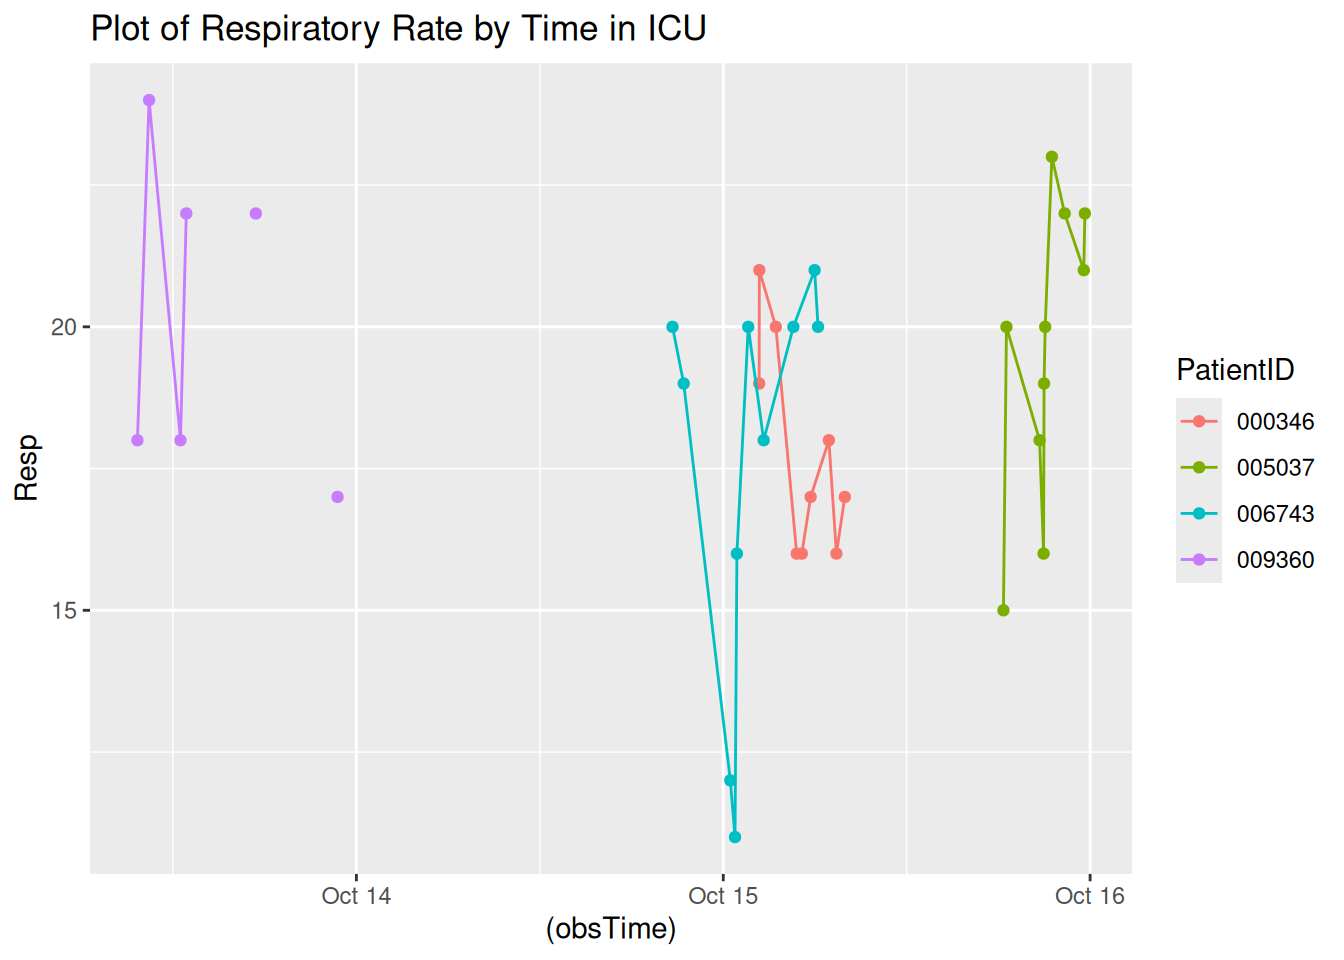 Plot of Respiratory Rate by Time in ICU
Resp
20
15
Oct 14
Oct 15
Oct 16
(obsTime)
PatientID
000346
005037
006743
009360